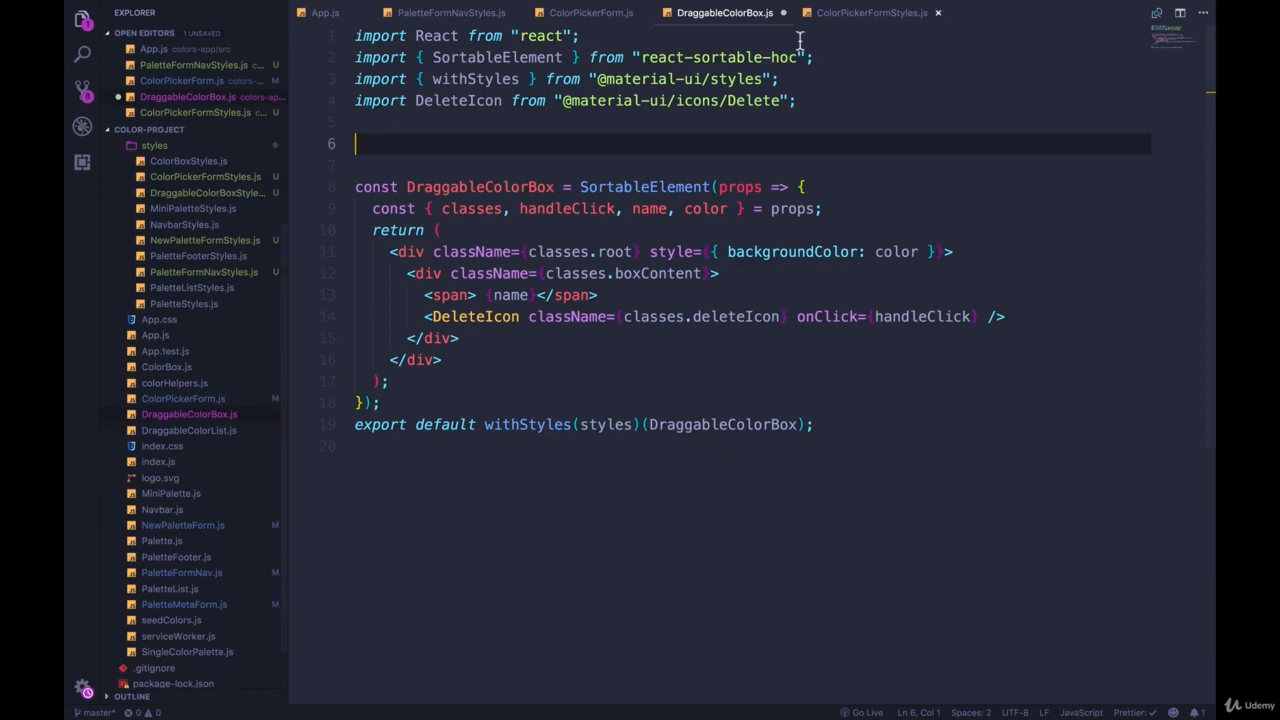 EXPLORER
OPEN EDITORS 1 UNSAVED
App.js colors-app/src
PaletteFormNavStyles.js ... U
ColorPickerForm.js colors-... M
DraggableColorBox.js colors-ap...
ColorPickerFormStyles.js ... U
COLOR-PROJECT
styles
ColorBoxStyles.js
ColorPickerFormStyles.js U
DraggableColorBoxStyle... U
MiniPaletteStyles.js
NavbarStyles.js
NewPaletteFormStyles.js U
PaletteFooterStyles.js
PaletteFormNavStyles.js U
PaletteListStyles.js
PaletteStyles.js
App.css
App.js
App.test.js
ColorBox.js
colorHelpers.js
ColorPickerForm.js M
DraggableColorBox.js
DraggableColorList.js
index.css
index.js
logo.svg
MiniPalette.js
Navbar.js
NewPaletteForm.js M
Palette.js
PaletteFooter.js
PaletteFormNav.js M
PaletteList.js
PaletteMetaForm.js M
seedColors.js
serviceWorker.js
SingleColorPalette.js
.gitignore
package-lock.json
OUTLINE
App.js PaletteFormNavStyles.js ColorPickerForm.js DraggableColorBox.js ColorPickerFormStyles.js
1 import React from "react";
2 import { SortableElement } from "react-sortable-hoc";
3 import { withStyles } from "@material-ui/styles";
4 import DeleteIcon from "@material-ui/icons/Delete";
5
6
7
8 const DraggableColorBox = SortableElement(props => {
9 const { classes, handleClick, name, color } = props;
10 return (
11 <div className={classes.root} style={{ backgroundColor: color }}>
12 <div className={classes.boxContent}>
13 <span> {name}</span>
14 <DeleteIcon className={classes.deleteIcon} onClick={handleClick} />
15 </div>
16 </div>
17 );
18 });
19 export default withStyles(styles)(DraggableColorBox);
20
master* 0 0 Go Live Ln 6, Col 1 Spaces: 2 UTF-8 LF JavaScript Prettier: ✓ 1
Udemy